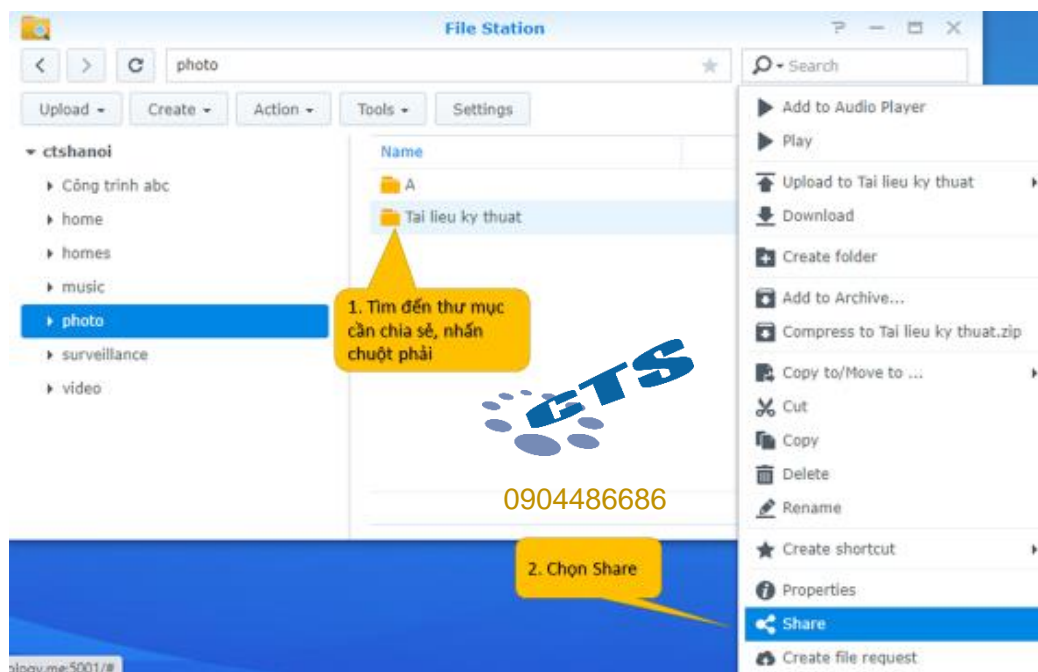 File Station
photo
Search
Upload
Create
Action
Tools
Settings
ctshanoi
Công trình abc
home
homes
music
photo
surveillance
video
Name
A
Tai lieu ky thuat
1. Tìm đến thư mục
cần chia sẻ, nhấn
chuột phải
CTS
0904486686
2. Chọn Share
Add to Audio Player
Play
Upload to Tai lieu ky thuat
Download
Create folder
Add to Archive...
Compress to Tai lieu ky thuat.zip
Copy to/Move to ...
Cut
Copy
Delete
Rename
Create shortcut
Properties
Share
Create file request
ology.me:5001/#